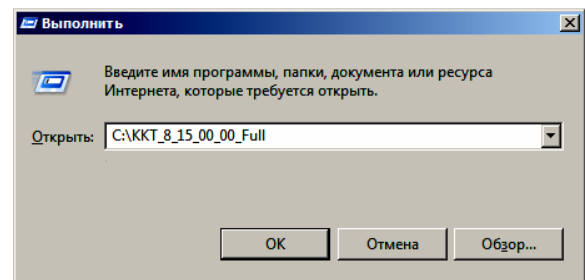 Выполнить
Введите имя программы, папки, документа или ресурса
Интернета, которые требуется открыть.
Открыть: C:\KKT_8_15_00_00_Full
OK Отмена Обзор...